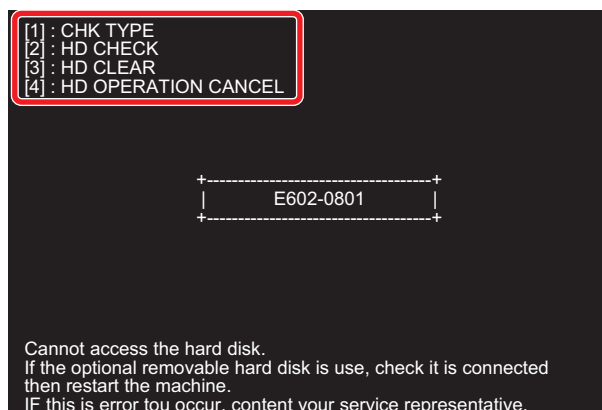 [1] : CHK TYPE
[2] : HD CHECK
[3] : HD CLEAR
[4] : HD OPERATION CANCEL
+------------------------------------+
| E602-0801 |
+------------------------------------+
Cannot access the hard disk.
If the optional removable hard disk is use, check it is connected
then restart the machine.
IF this is error tou occur, content your service representative.